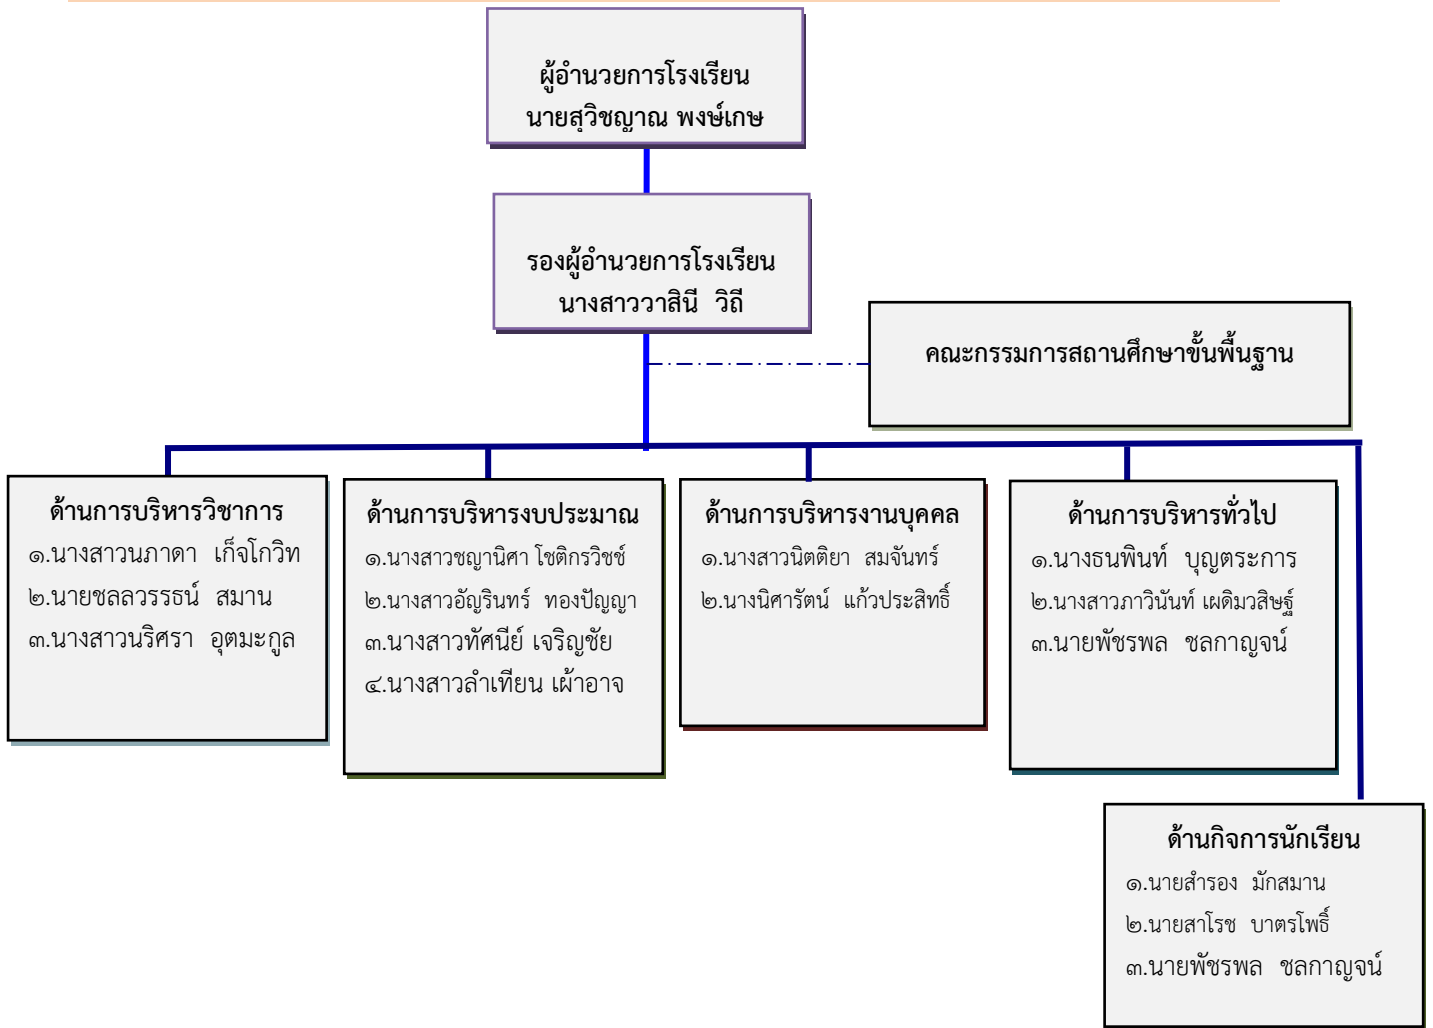 ผู้อำนวยการโรงเรียน
นายสุวิชญาณ พงษ์เกษ
รองผู้อำนวยการโรงเรียน
นางสาววาสินี วิถี
คณะกรรมการสถานศึกษาขั้นพื้นฐาน
ด้านการบริหารวิชาการ
๑.นางสาวนภาดา เก็จโกวิท
๒.นายชลลวรรธน์ สมาน
๓.นางสาวนริศรา อุตมะกูล
ด้านการบริหารงบประมาณ
๑.นางสาวชญานิศา โชติกรวิชช์
๒.นางสาวอัญรินทร์ ทองปัญญา
๓.นางสาวทัศนีย์ เจริญชัย
๔.นางสาวลำเทียน เผ้าอาจ
ด้านการบริหารงานบุคคล
๑.นางสาวนิตติยา สมจันทร์
๒.นางนิศารัตน์ แก้วประสิทธิ์
ด้านการบริหารทั่วไป
๑.นางธนพินท์ บุญตระการ
๒.นางสาวภาวินันท์ เผดิมวสิษฐ์
๓.นายพัชรพล ชลกาญจน์
ด้านกิจการนักเรียน
๑.นายสำรอง มักสมาน
๒.นายสาโรช บาตรโพธิ์
๓.นายพัชรพล ชลกาญจน์